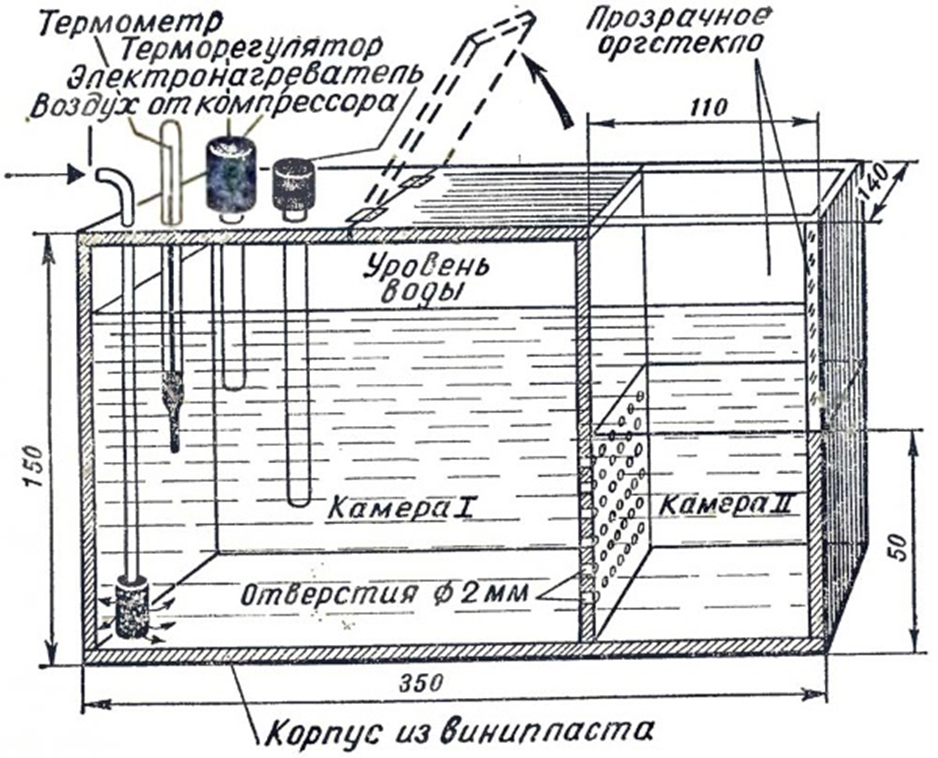 Термометр
Терморегулятор
Электронагреватель
Воздух от компрессора
Прозрачное
оргстекло
110
140
Уровень
воды
150
Камера I
Камера II
50
Отверстия ф 2 мм
350
Корпус из винипласта